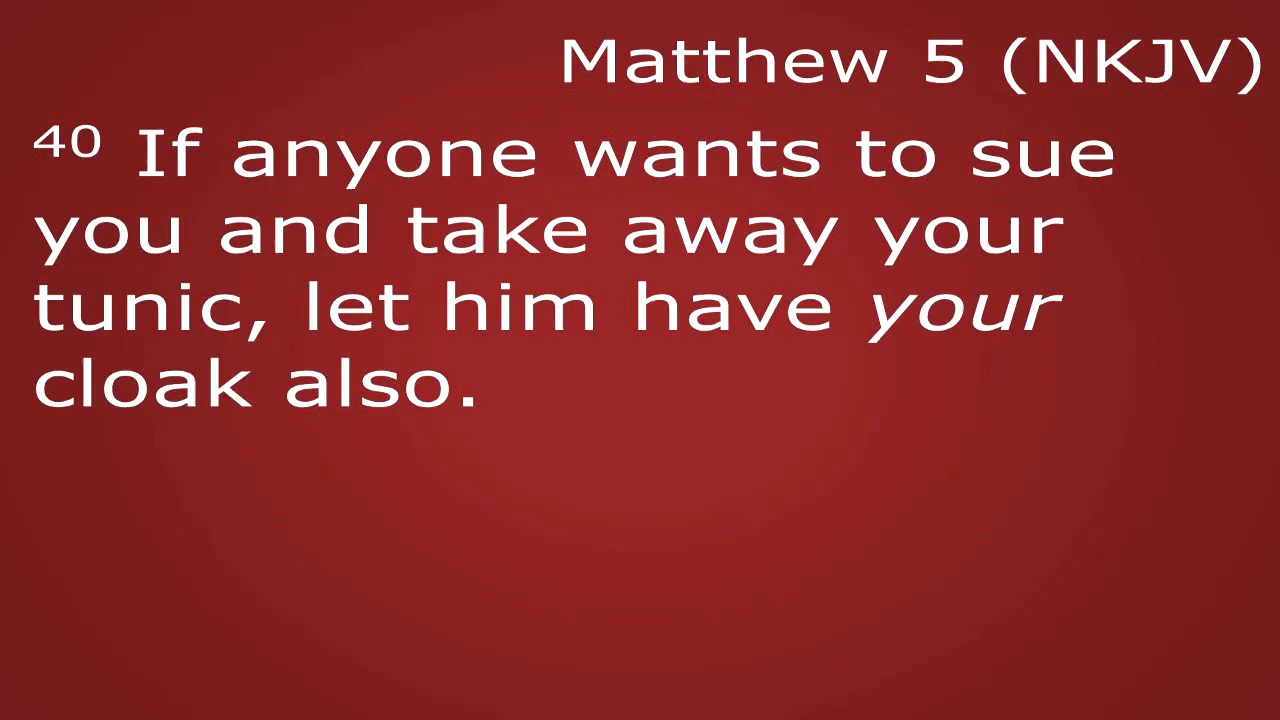 Matthew 5 (NKJV)
40 If anyone wants to sue
you and take away your
tunic, let him have your
cloak also.